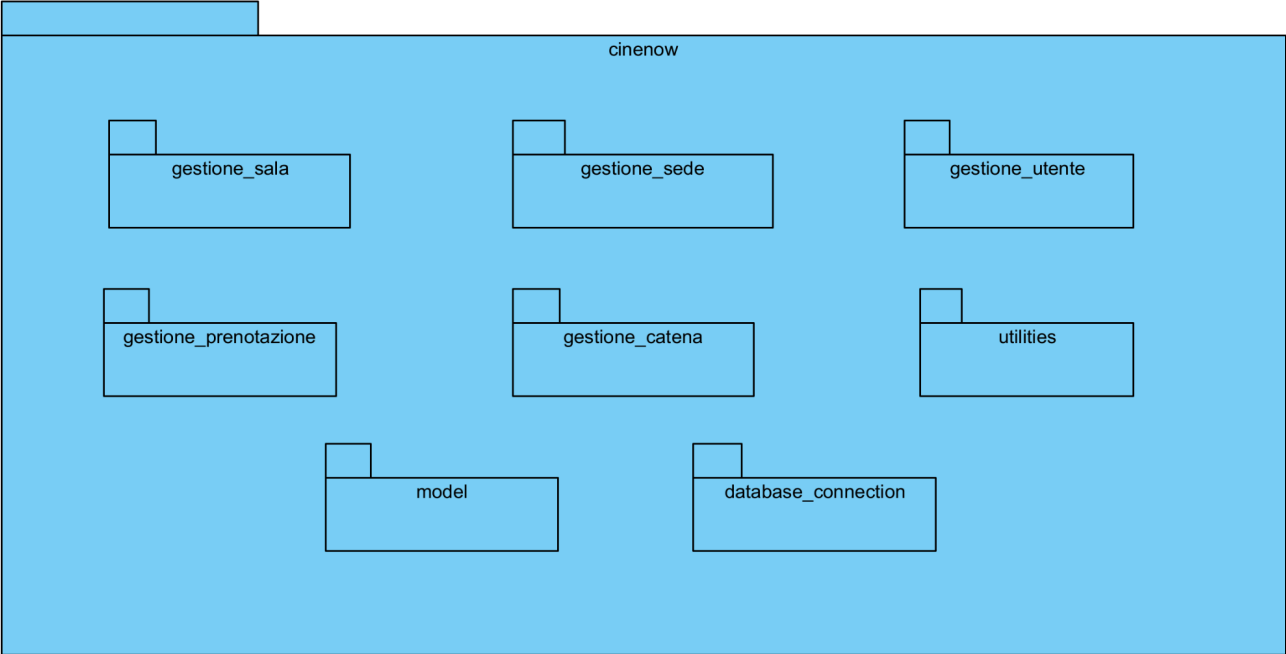 cinenow
gestione_sala
gestione_sede
gestione_utente
gestione_prenotazione
gestione_catena
utilities
model
database_connection